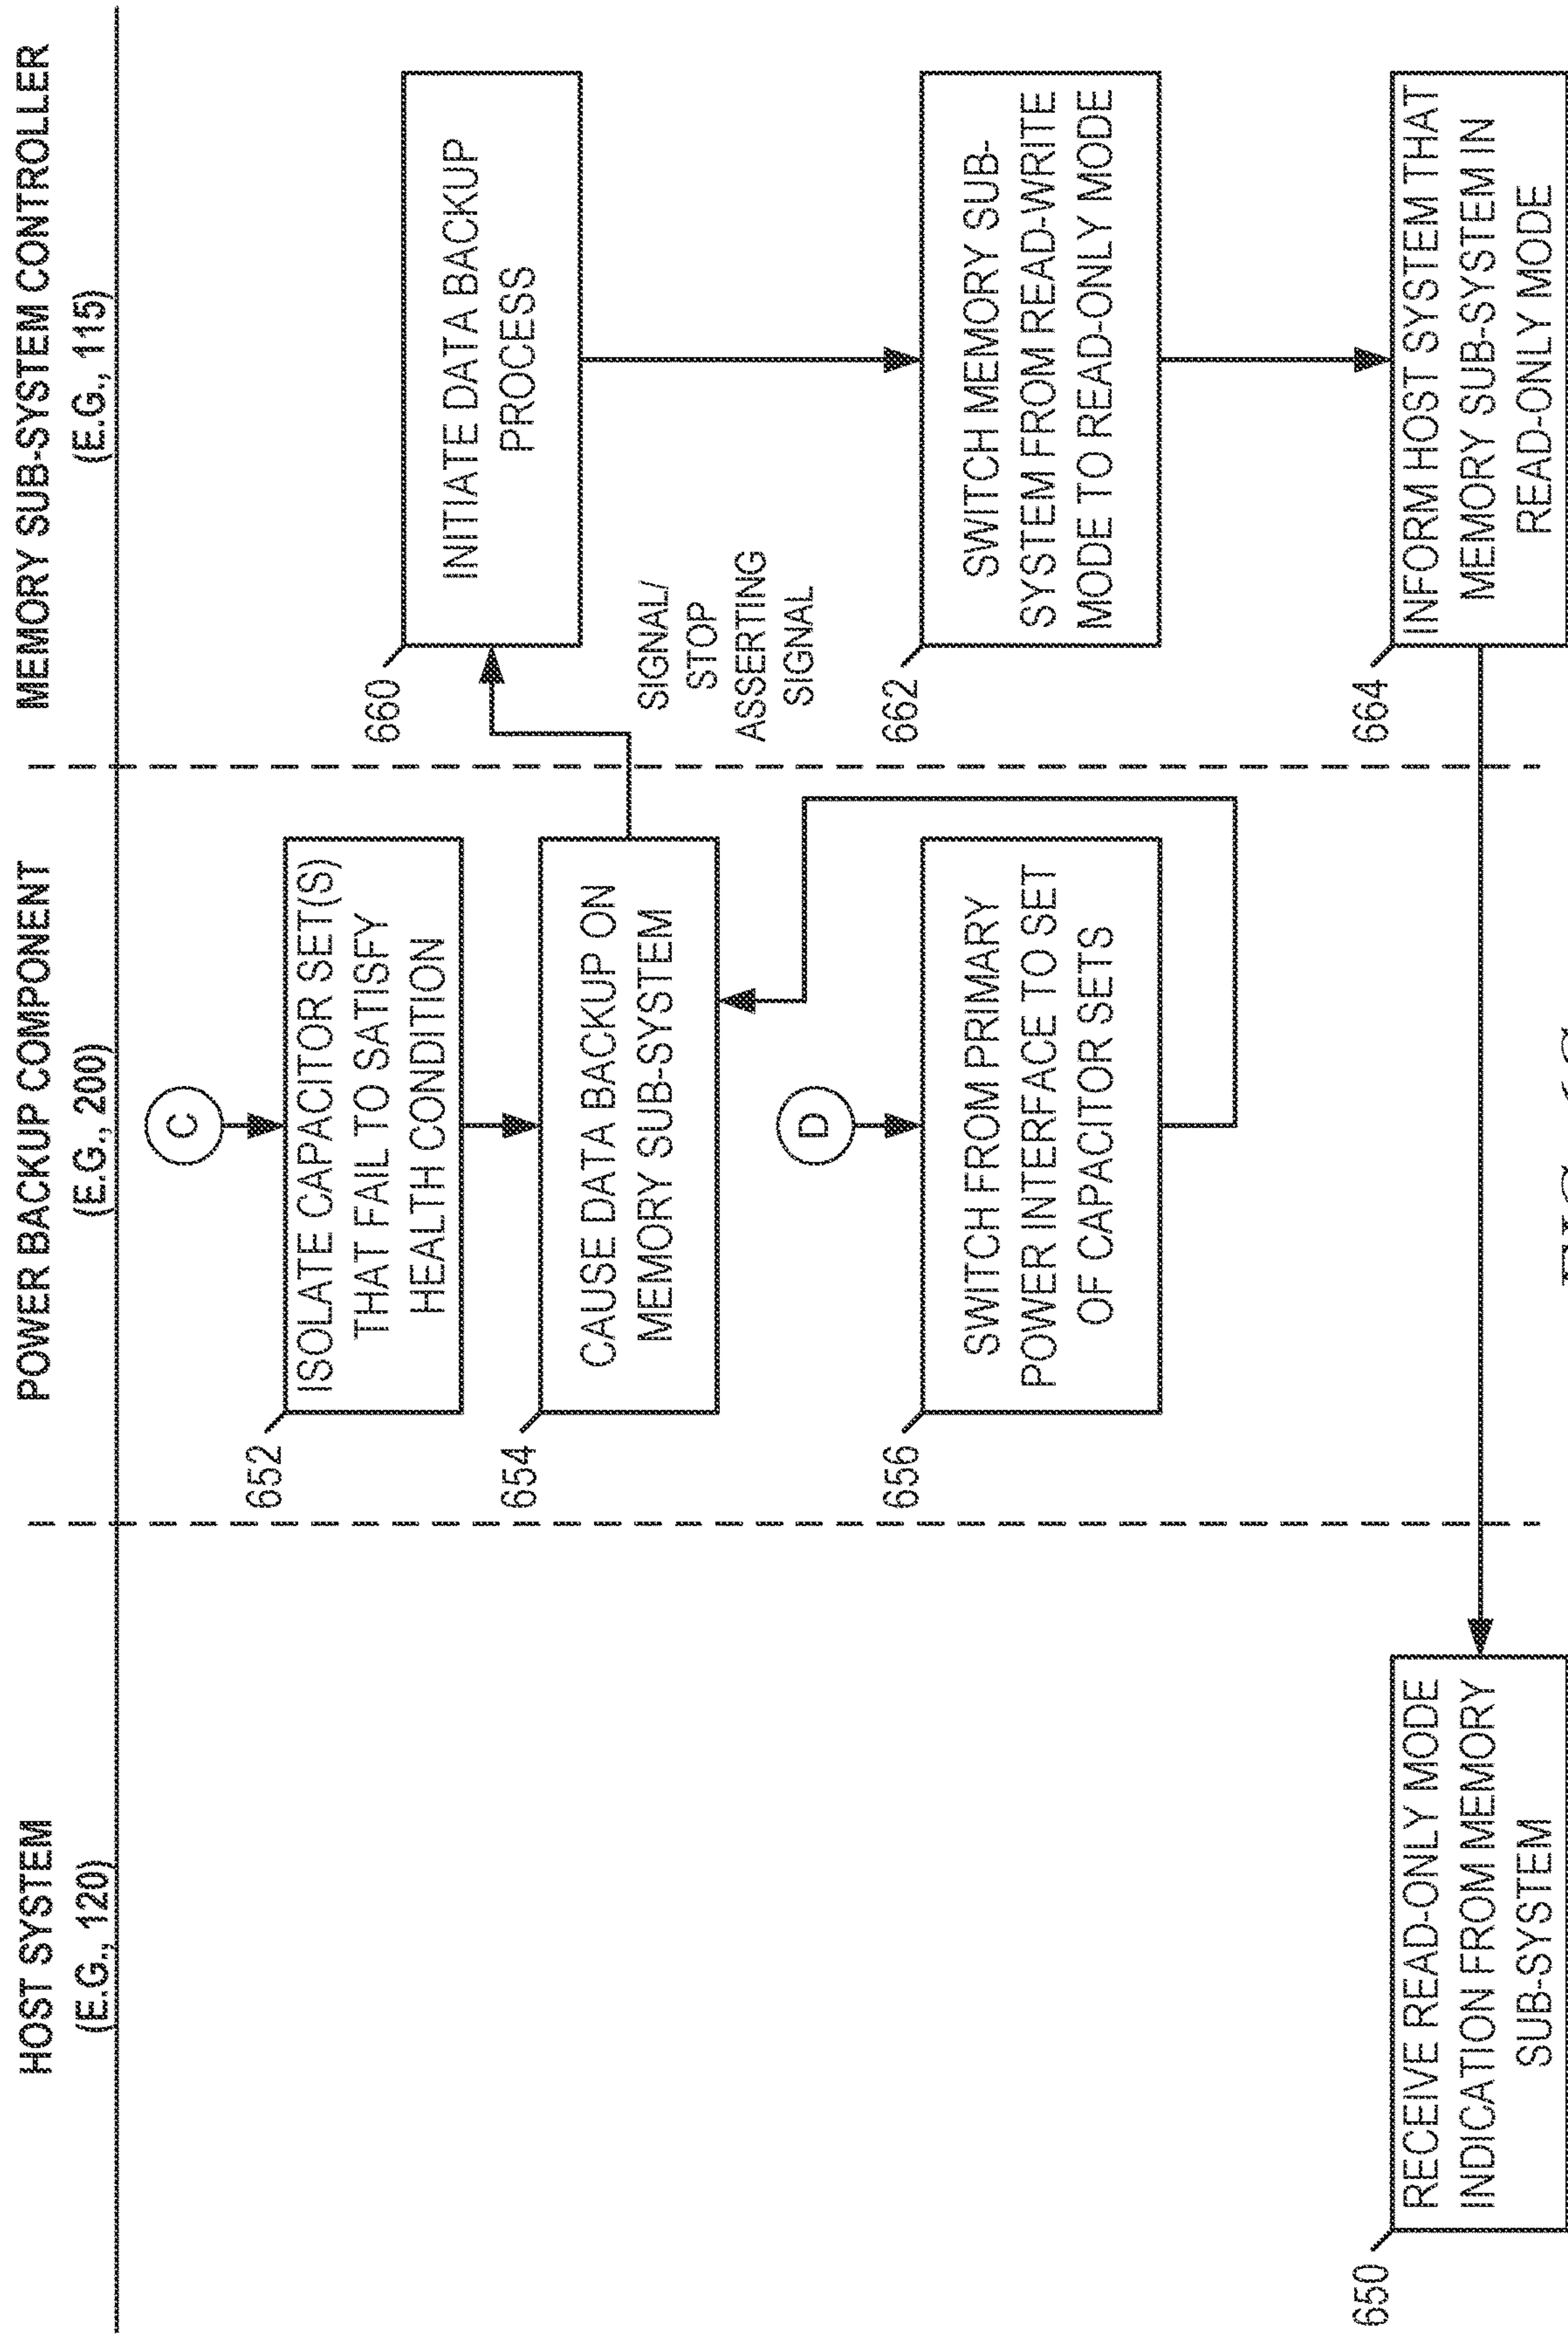 HOST SYSTEM
(E.G., 120)
POWER BACKUP COMPONENT
(E.G., 200)
MEMORY SUB-SYSTEM CONTROLLER
(E.G., 115)
C
652
ISOLATE CAPACITOR SET(S)
THAT FAIL TO SATISFY
HEALTH CONDITION
660
INITIATE DATA BACKUP
PROCESS
654
CAUSE DATA BACKUP ON
MEMORY SUB-SYSTEM
SIGNAL/
STOP
ASSERTING
SIGNAL
D
656
SWITCH FROM PRIMARY
POWER INTERFACE TO SET
OF CAPACITOR SETS
662
SWITCH MEMORY SUB-
SYSTEM FROM READ-WRITE
MODE TO READ-ONLY MODE
650
RECEIVE READ-ONLY MODE
INDICATION FROM MEMORY
SUB-SYSTEM
664
INFORM HOST SYSTEM THAT
MEMORY SUB-SYSTEM IN
READ-ONLY MODE